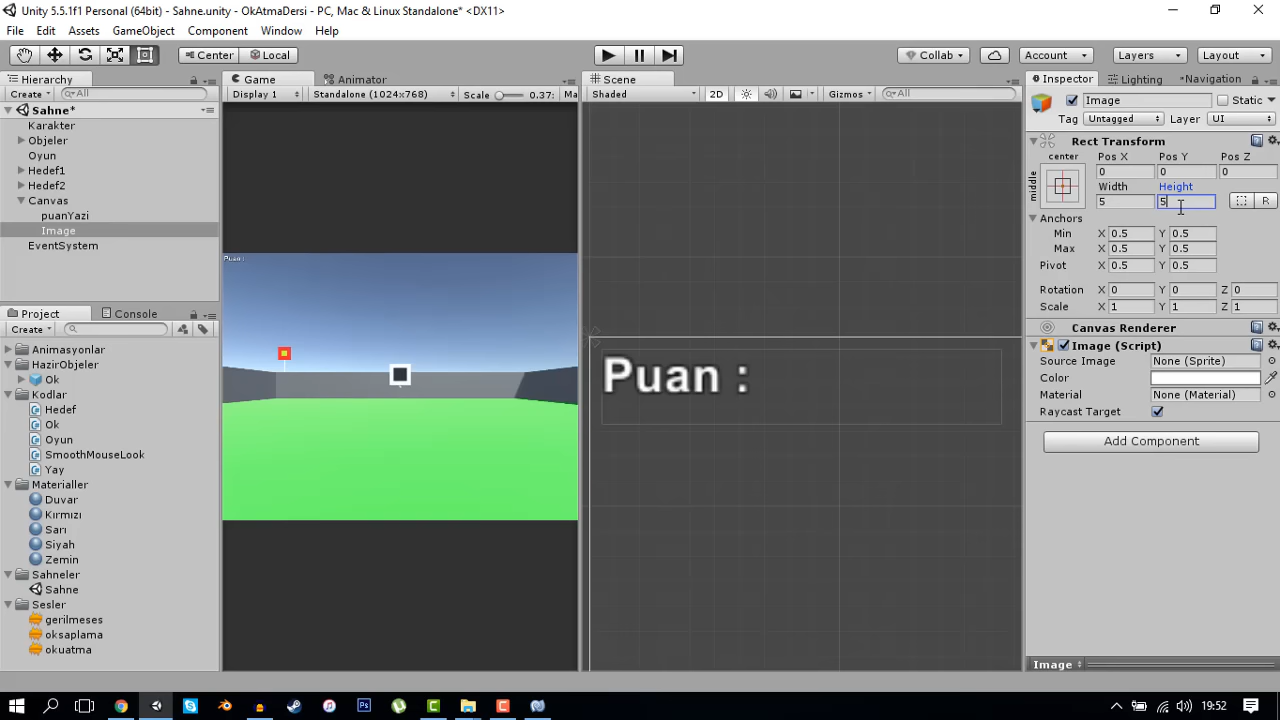 Unity 5.5.1f1 Personal (64bit) - Sahne.unity - OkAtmaDersi - PC, Mac & Linux Standalone* <DX11>
File Edit Assets GameObject Component Window Help
Center Local Collab Account Layers Layout
Hierarchy
Create All
Sahne*
Karakter
Objeler
Oyun
Hedef1
Hedef2
Canvas
puanYazi
Image
EventSystem
Project Console
Create
Animasyonlar
HazirObjeler
Ok
Kodlar
Hedef
Ok
Oyun
SmoothMouseLook
Yay
Materialler
Duvar
Kırmızı
Sarı
Siyah
Zemin
Sahneler
Sahne
Sesler
gerilmeses
oksaplama
okuatma
Game Animator
Display 1 Standalone (1024x768) Scale 0.37: Ma
Puan :
Scene
Shaded 2D Gizmos All
Puan :
Inspector Lighting *Navigation
Image Static
Tag Untagged Layer UI
Rect Transform
center Pos X Pos Y Pos Z
middle 0 0 0
Width Height
5 5 R
Anchors
Min X 0.5 Y 0.5
Max X 0.5 Y 0.5
Pivot X 0.5 Y 0.5
Rotation X 0 Y 0 Z 0
Scale X 1 Y 1 Z 1
Canvas Renderer
Image (Script)
Source Image None (Sprite)
Color
Material None (Material)
Raycast Target
Add Component
Image
19:52